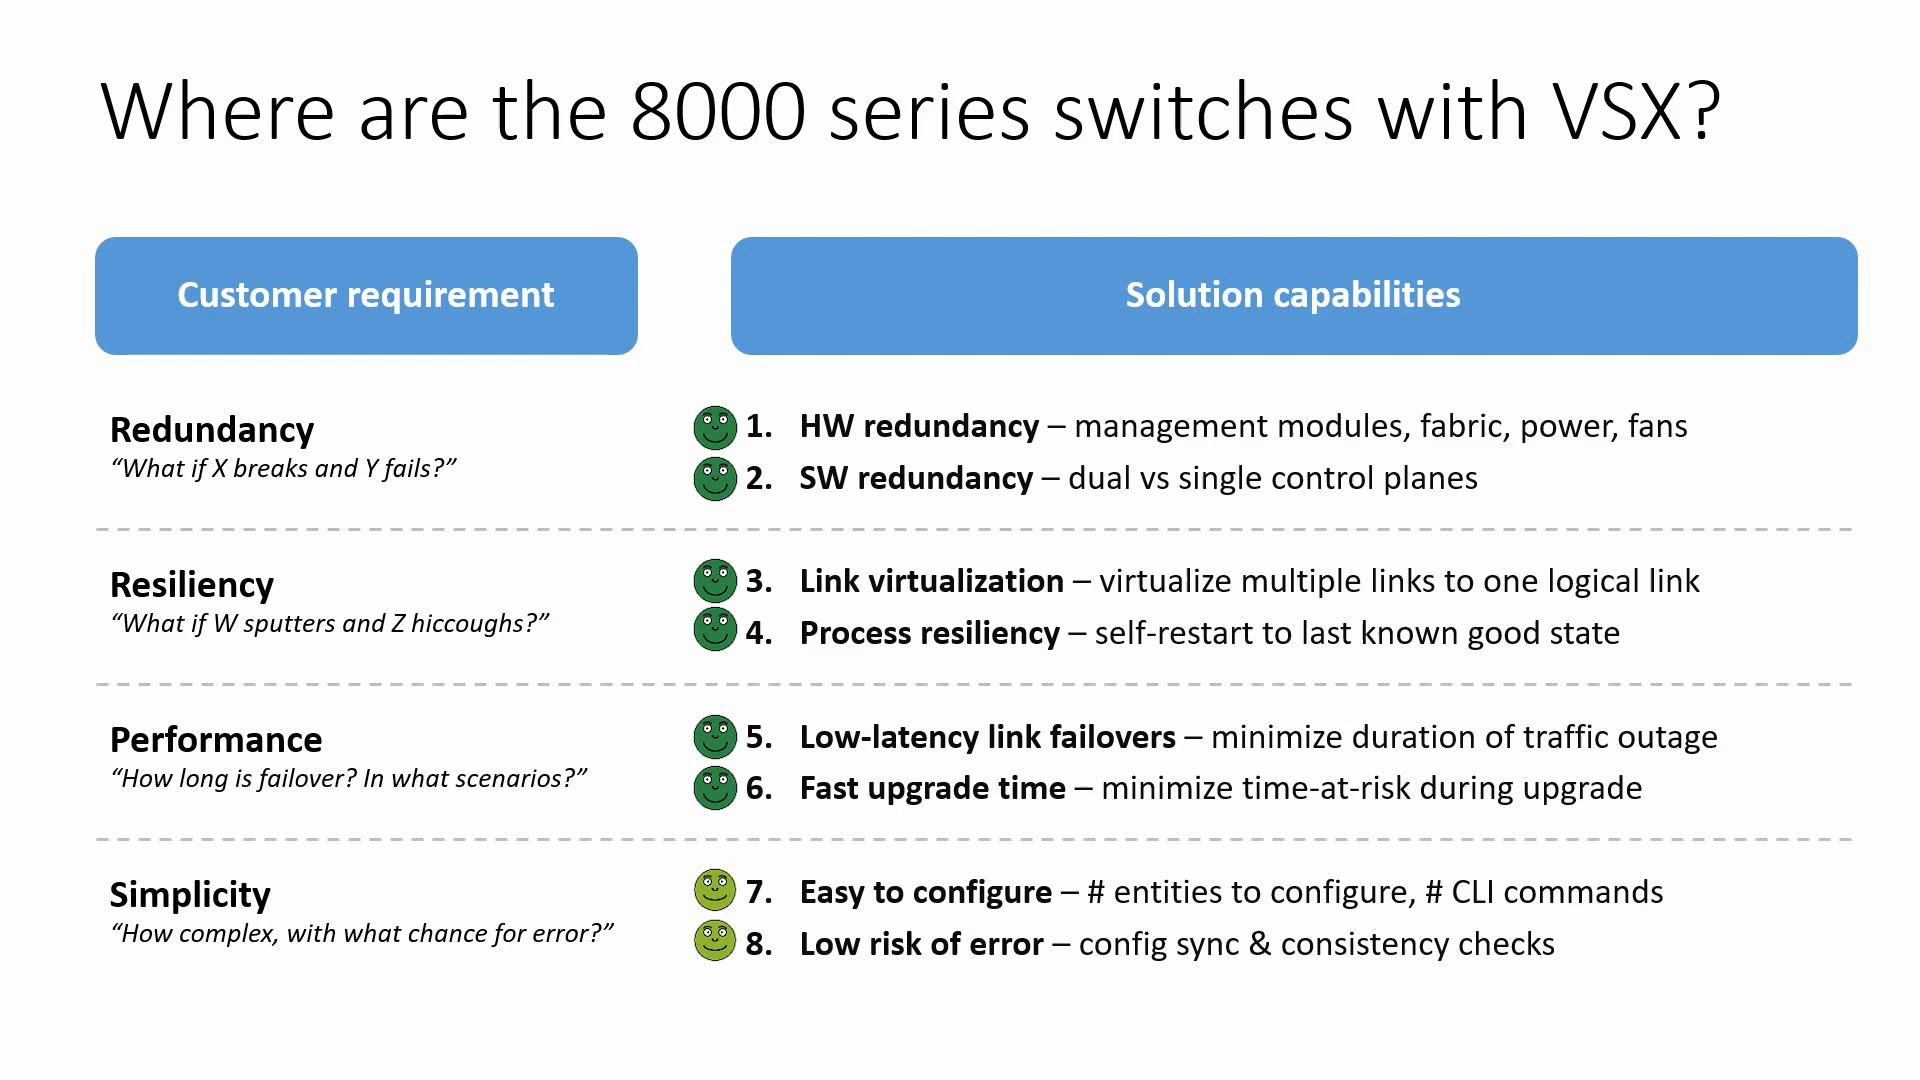 Where are the 8000 series switches with VSX?
Customer requirement
Solution capabilities
Redundancy
“What if X breaks and Y fails?”
1. HW redundancy – management modules, fabric, power, fans
2. SW redundancy – dual vs single control planes
Resiliency
“What if W sputters and Z hiccoughs?”
3. Link virtualization – virtualize multiple links to one logical link
4. Process resiliency – self-restart to last known good state
Performance
“How long is failover? In what scenarios?”
5. Low-latency link failovers – minimize duration of traffic outage
6. Fast upgrade time – minimize time-at-risk during upgrade
Simplicity
“How complex, with what chance for error?”
7. Easy to configure – # entities to configure, # CLI commands
8. Low risk of error – config sync & consistency checks